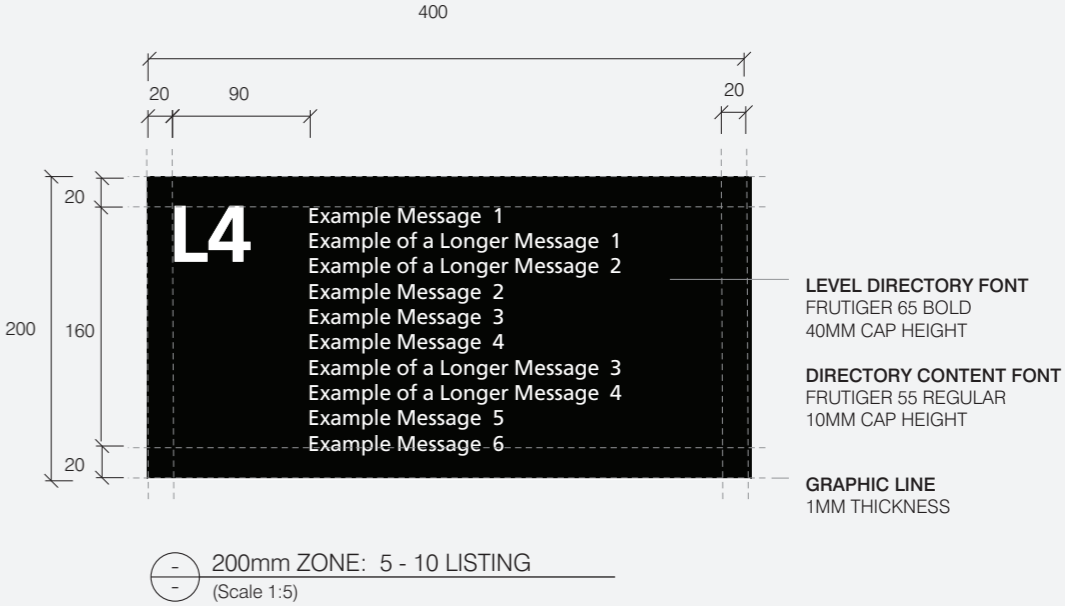 400
20 90 20
20
200
160
20
L4
Example Message 1
Example of a Longer Message 1
Example of a Longer Message 2
Example Message 2
Example Message 3
Example Message 4
Example of a Longer Message 3
Example of a Longer Message 4
Example Message 5
Example Message 6
LEVEL DIRECTORY FONT
FRUTIGER 65 BOLD
40MM CAP HEIGHT
DIRECTORY CONTENT FONT
FRUTIGER 55 REGULAR
10MM CAP HEIGHT
GRAPHIC LINE
1MM THICKNESS
-
-
200mm ZONE: 5 - 10 LISTING
(Scale 1:5)